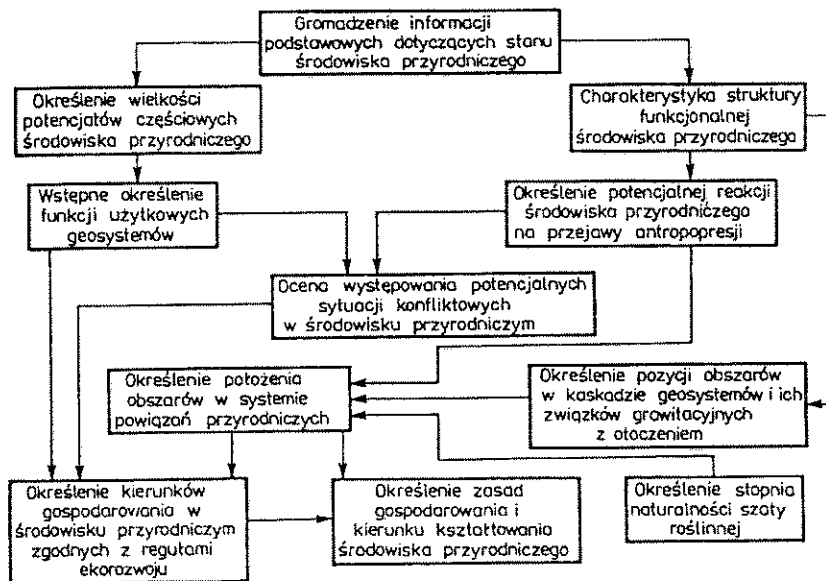 Gromadzenie informacji
podstawowych dotyczących stanu
środowiska przyrodniczego
Określenie wielkości
potencjałów częściowych
środowiska przyrodniczego
Charakterystyka struktury
funkcjonalnej
środowiska przyrodniczego
Wstępne określenie
funkcji użytkowych
geosystemów
Określenie potencjalnej reakcji
środowiska przyrodniczego
na przejawy antropopresji
Ocena występowania potencjalnych
sytuacji konfliktowych
w środowisku przyrodniczym
Określenie położenia
obszarów w systemie
powiązań przyrodniczych
Określenie pozycji obszarów
w kaskadzie geosystemów i ich
związków grawitacyjnych
z otoczeniem
Określenie kierunków
gospodarowania w
środowisku przyrodniczym
zgodnych z regułami
ekorozwoju
Określenie zasad
gospodarowania i
kierunku kształtowania
środowiska przyrodniczego
Określenie stopnia
naturalności szaty
roślinnej